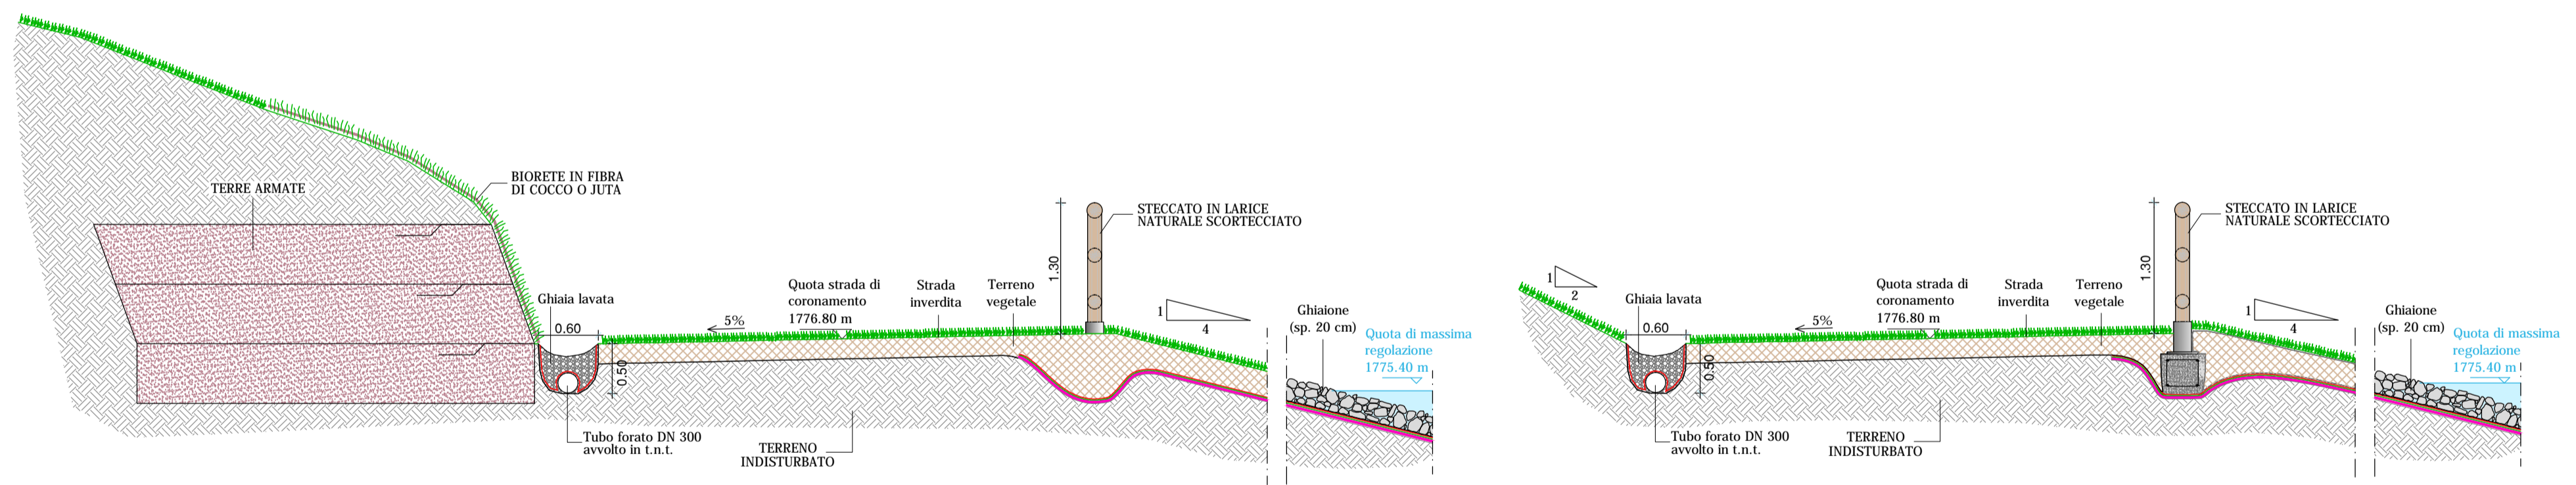 TERRE ARMATE
BIORETE IN FIBRA
DI COCCO O JUTA
Ghiaia lavata
0.60
0.50
Tubo forato DN 300
avvolto in t.n.t.
5%
Quota strada di
coronamento
1776.80 m
Strada
inverdita
Terreno
vegetale
TERRENO
INDISTURBATO
1.30
STECCATO IN LARICE
NATURALE SCORTECCIATO
1
4
Ghiaione
(sp. 20 cm)
Quota di massima
regolazione
1775.40 m
1
2
Ghiaia lavata
0.60
0.50
Tubo forato DN 300
avvolto in t.n.t.
5%
Quota strada di
coronamento
1776.80 m
Strada
inverdita
Terreno
vegetale
TERRENO
INDISTURBATO
1.30
STECCATO IN LARICE
NATURALE SCORTECCIATO
1
4
Ghiaione
(sp. 20 cm)
Quota di massima
regolazione
1775.40 m